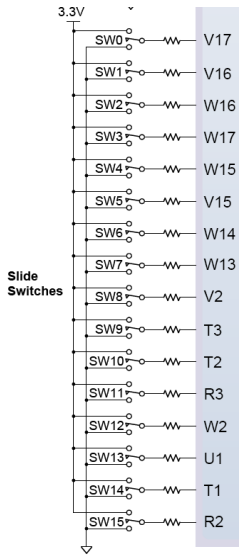 3.3V
SW0 V17
SW1 V16
SW2 W16
SW3 W17
SW4 W15
SW5 V15
SW6 W14
SW7 W13
Slide
Switches
SW8 V2
SW9 T3
SW10 T2
SW11 R3
SW12 W2
SW13 U1
SW14 T1
SW15 R2